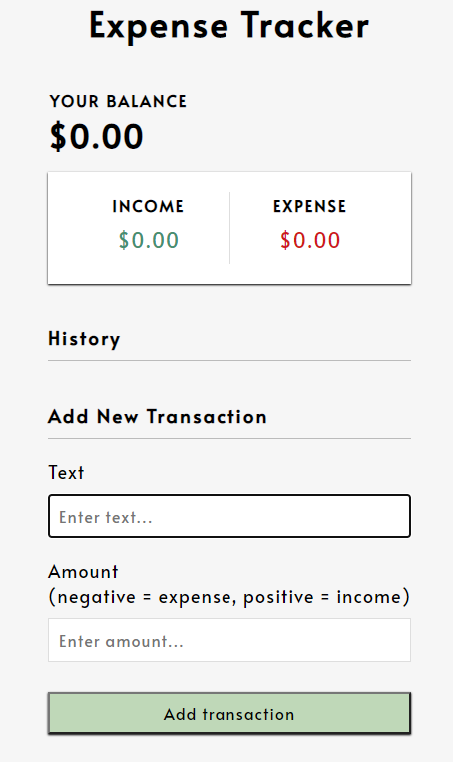 Expense Tracker
YOUR BALANCE
$0.00
INCOME EXPENSE
$0.00 $0.00
History
Add New Transaction
Text
Enter text...
Amount
(negative = expense, positive = income)
Enter amount...
Add transaction